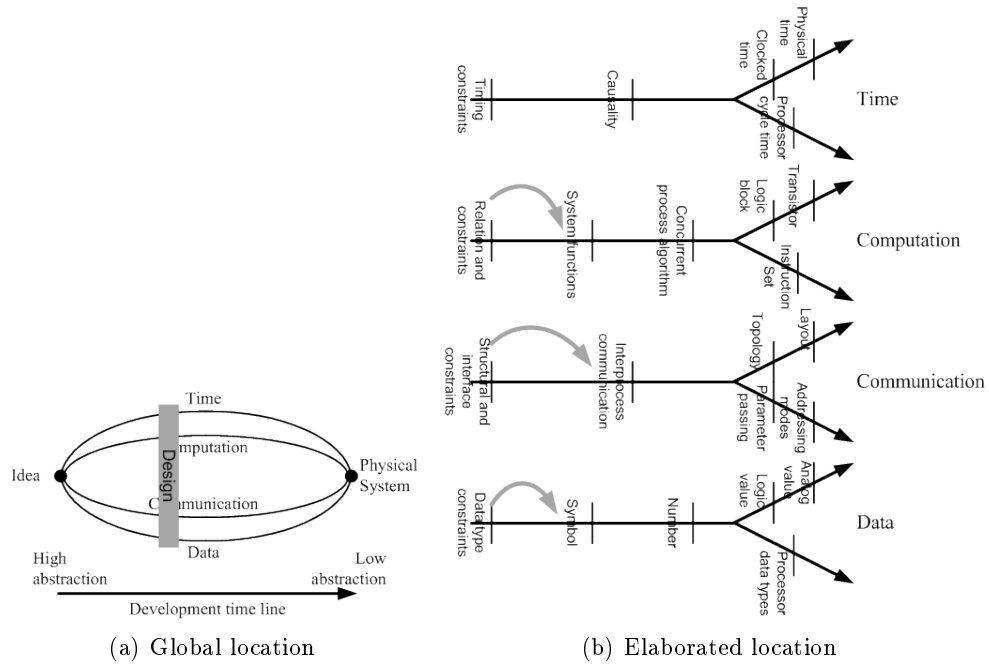 Time
Computation
Design
Idea
Physical
System
Communication
Data
High
abstraction
Low
abstraction
Development time line
(a) Global location
Timing
constraints
Causality
Clocked
time
Physical
time
Processor
cycle time
Time
Relation and
constraints
System functions
Concurrent
process algorithm
Logic
block
Transistor
Instruction
Set
Computation
Structural and
interface
constraints
Interprocess
communication
Topology
Layout
Parameter
passing
Addressing
modes
Communication
Data type
constraints
Symbol
Number
Logic
value
Analog
value
Processor
data types
Data
(b) Elaborated location